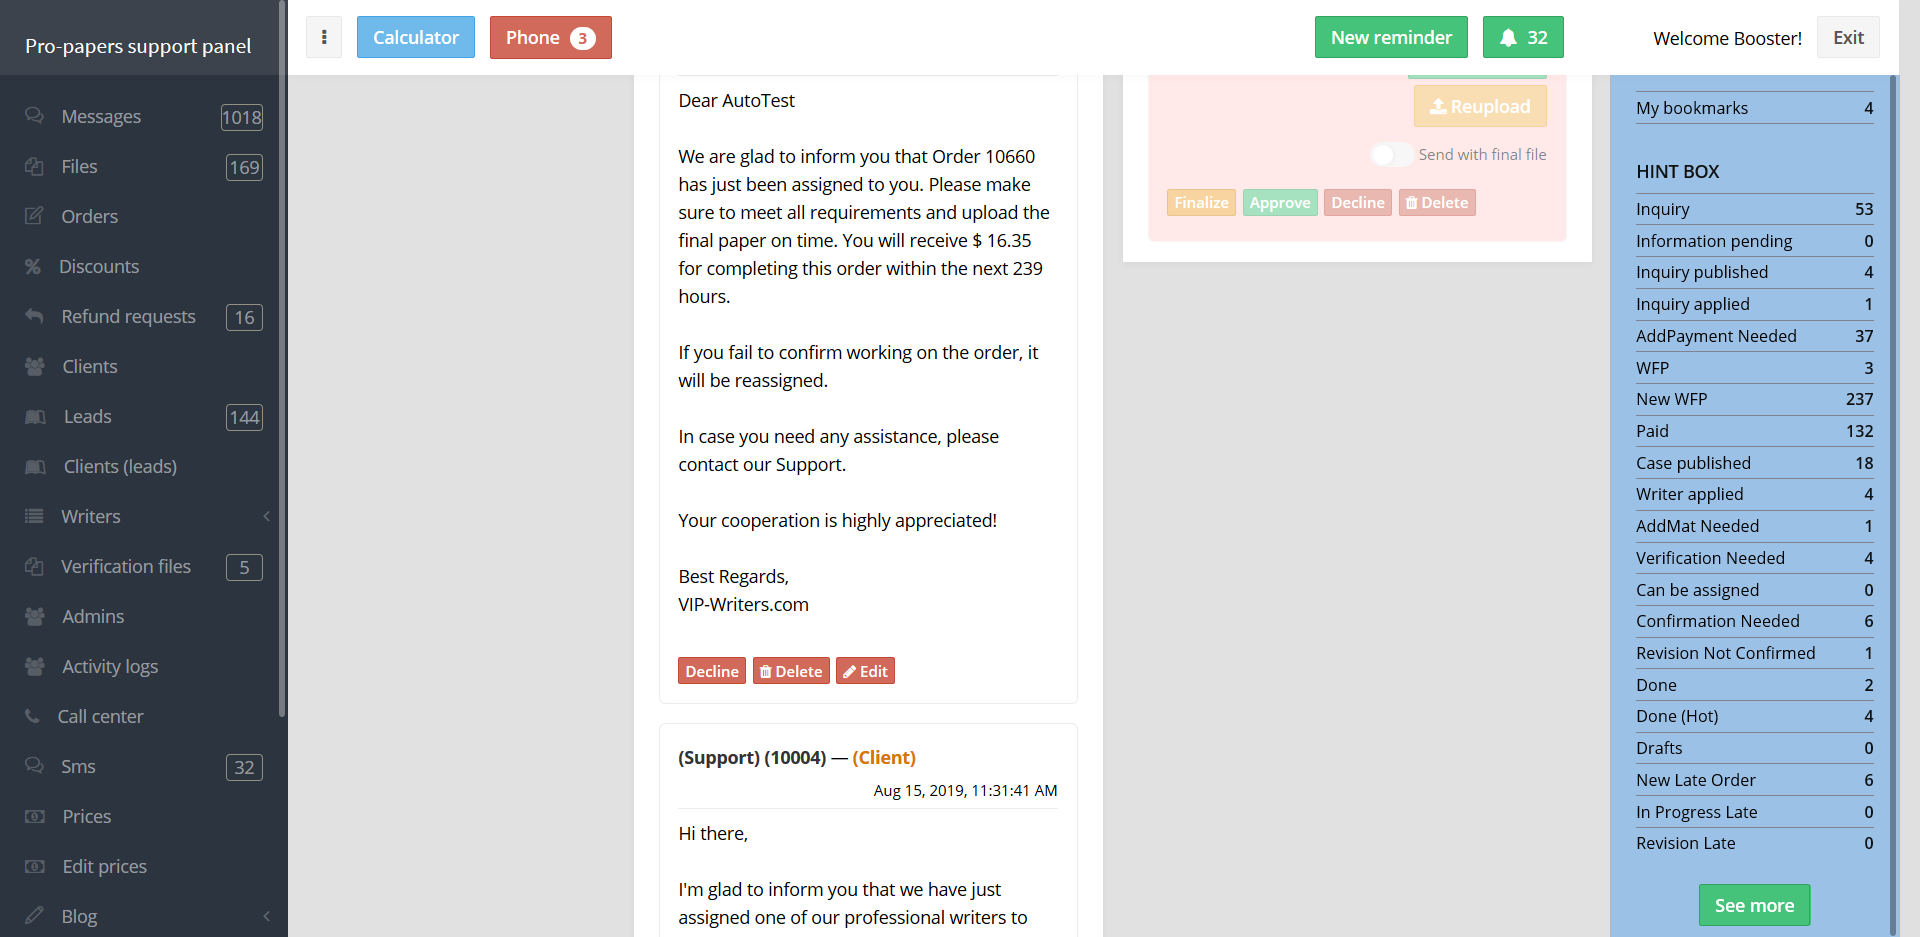 Pro-papers support panel
Calculator
Phone 3
New reminder
32
Welcome Booster!
Exit
Messages 1018
Files 169
Orders
Discounts
Refund requests 16
Clients
Leads 144
Clients (leads)
Writers
Verification files 5
Admins
Activity logs
Call center
Sms 32
Prices
Edit prices
Blog
Dear AutoTest
We are glad to inform you that Order 10660
has just been assigned to you. Please make
sure to meet all requirements and upload the
final paper on time. You will receive $ 16.35
for completing this order within the next 239
hours.
If you fail to confirm working on the order, it
will be reassigned.
In case you need any assistance, please
contact our Support.
Your cooperation is highly appreciated!
Best Regards,
VIP-Writers.com
Decline Delete Edit
(Support) (10004) — (Client)
Aug 15, 2019, 11:31:41 AM
Hi there,
I'm glad to inform you that we have just
assigned one of our professional writers to
Reupload
Send with final file
Finalize Approve Decline Delete
My bookmarks 4
HINT BOX
Inquiry 53
Information pending 0
Inquiry published 4
Inquiry applied 1
AddPayment Needed 37
WFP 3
New WFP 237
Paid 132
Case published 18
Writer applied 4
AddMat Needed 1
Verification Needed 4
Can be assigned 0
Confirmation Needed 6
Revision Not Confirmed 1
Done 2
Done (Hot) 4
Drafts 0
New Late Order 6
In Progress Late 0
Revision Late 0
See more